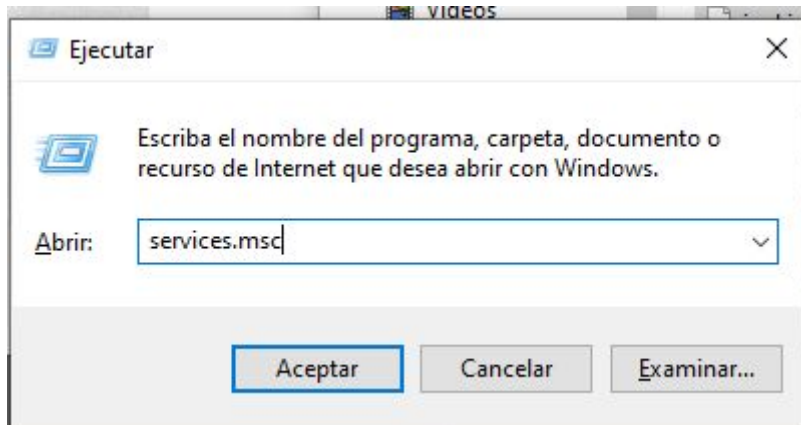 Vídeos
Ejecutar
Escriba el nombre del programa, carpeta, documento o
recurso de Internet que desea abrir con Windows.
Abrir:
services.msc
Aceptar
Cancelar
Examinar...